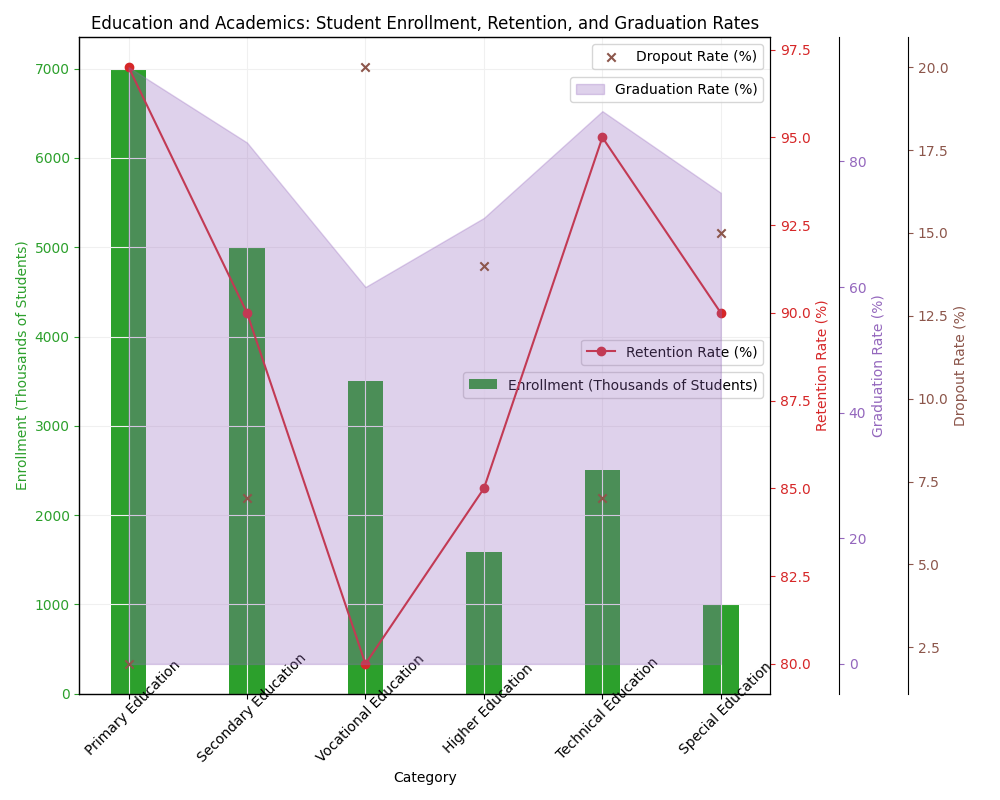 Education and Academics: Student Enrollment, Retention, and Graduation Rates
Enrollment (Thousands of Students)
7000
6000
5000
4000
3000
2000
1000
0
Dropout Rate (%)
Graduation Rate (%)
Retention Rate (%)
Enrollment (Thousands of Students)
97.5
95.0
92.5
90.0
87.5
85.0
82.5
80.0
Retention Rate (%)
80
60
40
20
0
Graduation Rate (%)
20.0
17.5
15.0
12.5
10.0
7.5
5.0
2.5
Dropout Rate (%)
Primary Education
Secondary Education
Vocational Education
Higher Education
Technical Education
Special Education
Category